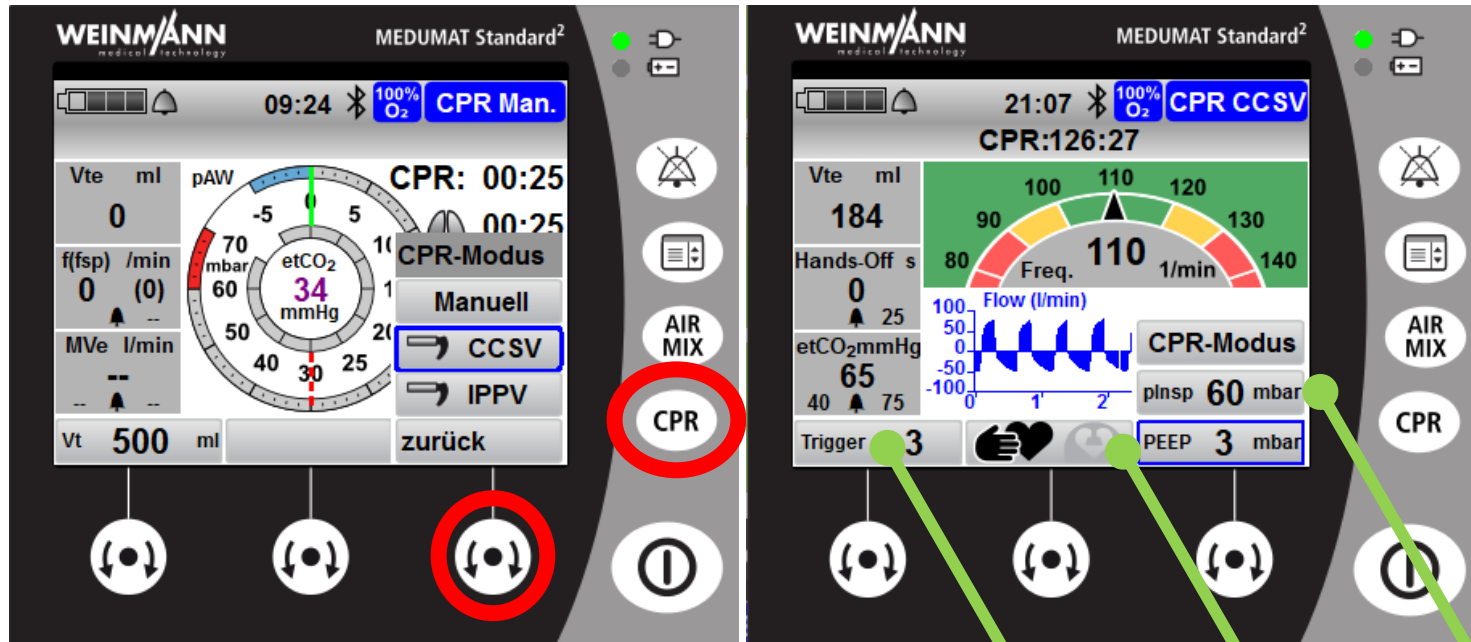 WEINMANN
medical technology
MEDUMAT Standard²
09:24
100%
O₂
CPR Man.
Vte ml
0
f(fsp) /min
0 (0)
--
MVe l/min
--
-- --
Vt 500 ml
pAW
-5 0 5
70
mbar
60
50
40
30
25
etCO₂
34
mmHg
CPR: 00:25
00:25
CPR-Modus
Manuell
CCSV
IPPV
zurück
AIR
MIX
CPR
WEINMANN
medical technology
MEDUMAT Standard²
21:07
100%
O₂
CPR CCSV
CPR:126:27
Vte ml
184
Hands-Off s
0
25
etCO₂mmHg
65
40 75
Trigger 3
80
90
100
110
120
130
140
Freq. 110 1/min
Flow (l/min)
100
50
0
-50
-100
0' 1' 2'
CPR-Modus
pInsp 60 mbar
PEEP 3 mbar
AIR
MIX
CPR